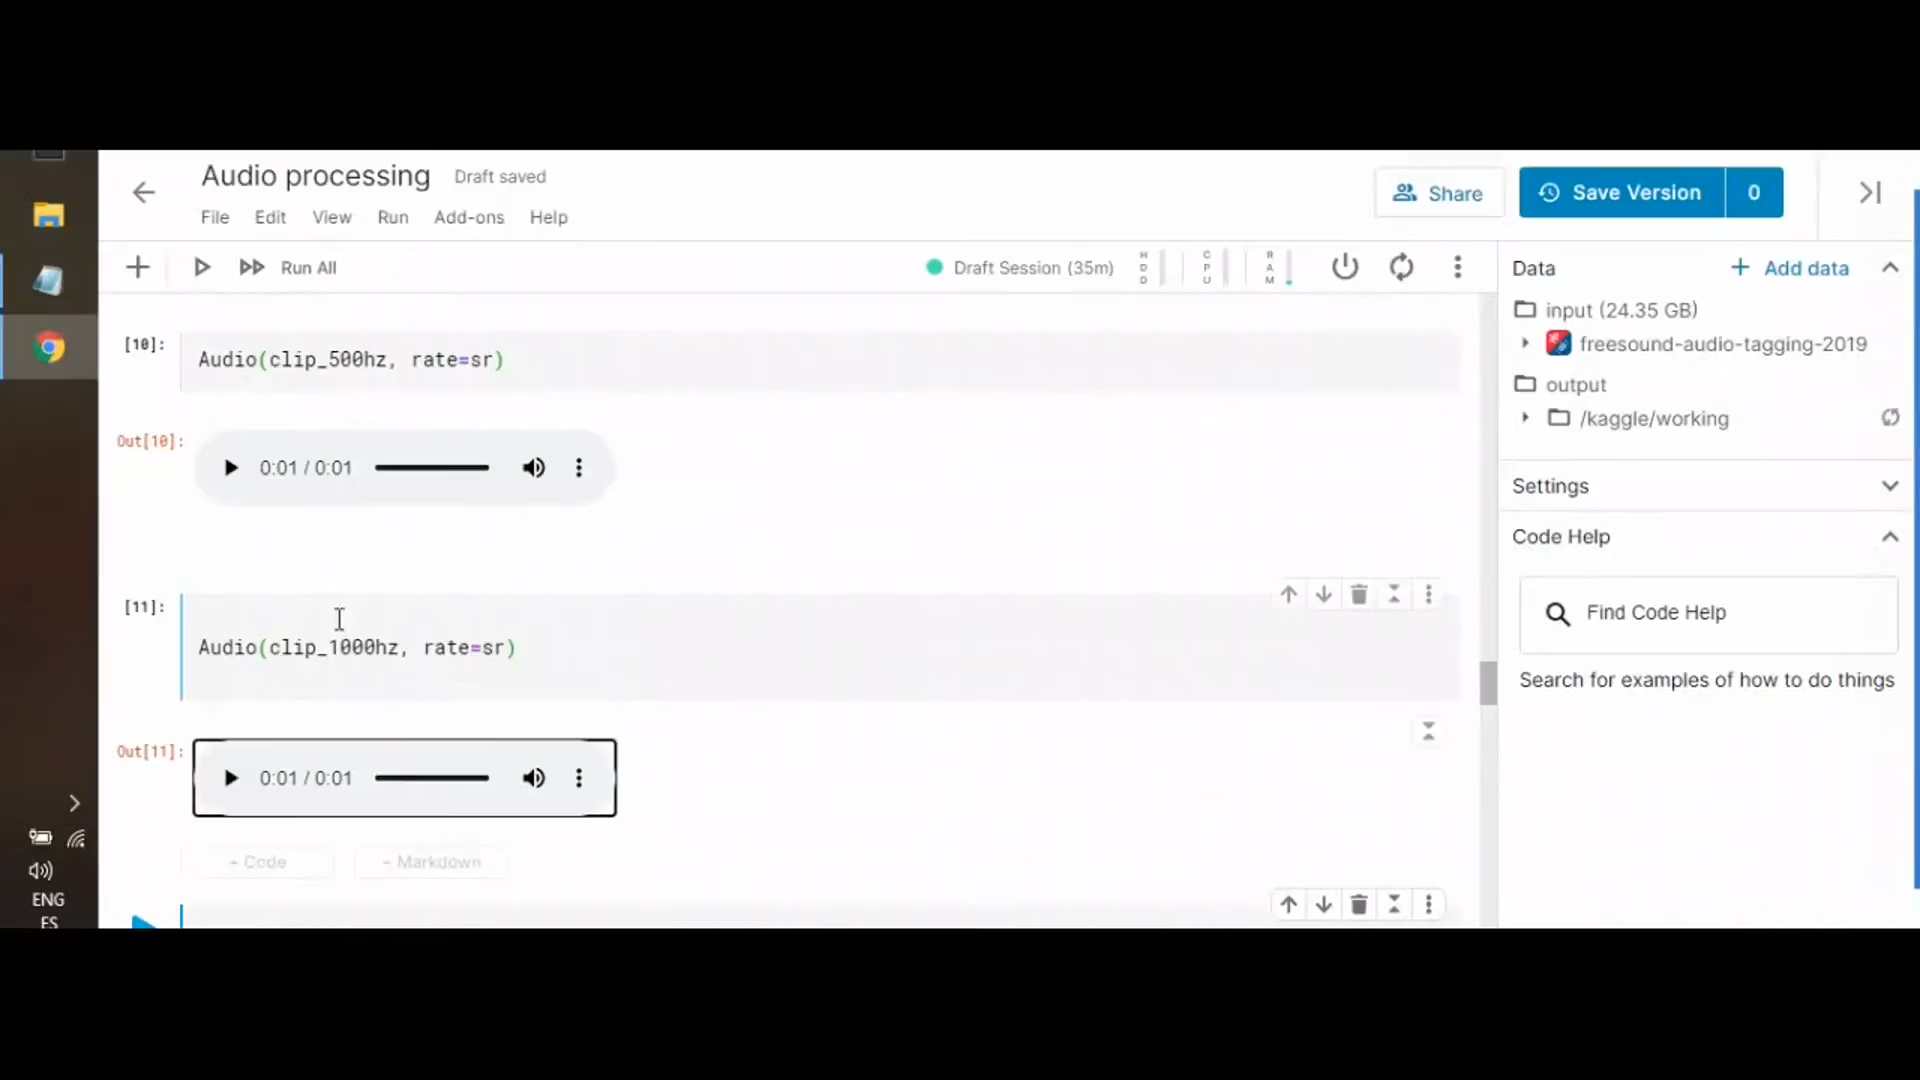 Audio processing Draft saved
File Edit View Run Add-ons Help
Share
Save Version 0
Run All
Draft Session (35m)
HDD
CPU
RAM
[10]:
Audio(clip_500hz, rate=sr)
Out[10]:
0:01 / 0:01
[11]:
Audio(clip_1000hz, rate=sr)
Out[11]:
0:01 / 0:01
+ Code + Markdown
Data
+ Add data
input (24.35 GB)
freesound-audio-tagging-2019
output
/kaggle/working
Settings
Code Help
Find Code Help
Search for examples of how to do things
ENG
ES